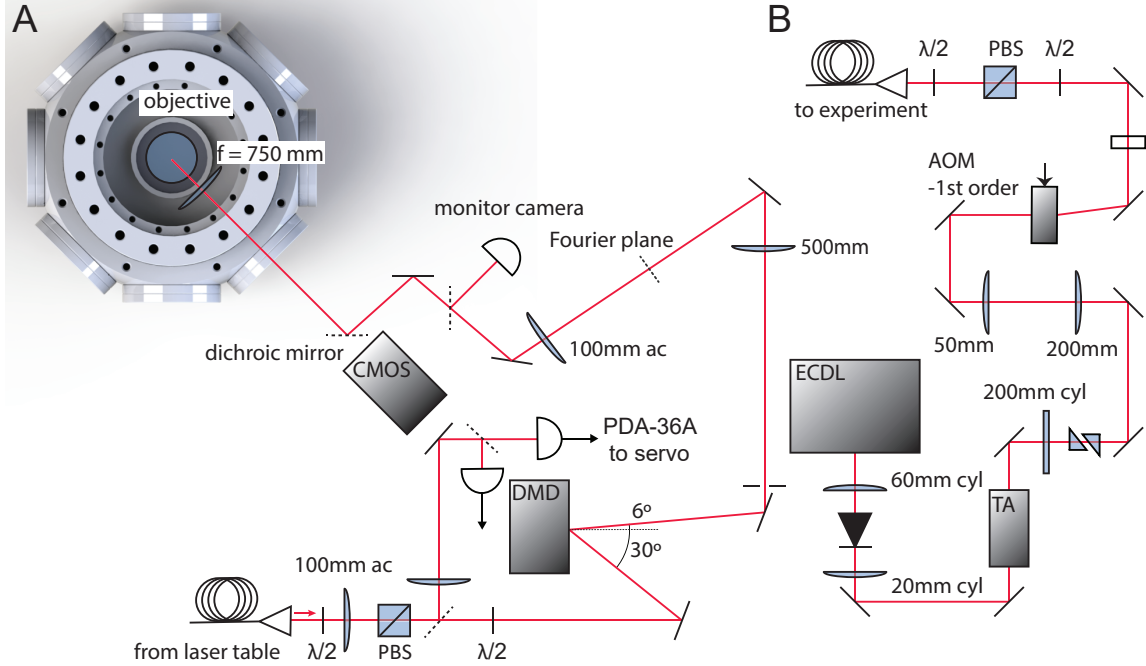 A
objective
f = 750 mm
monitor camera
Fourier plane
500mm
dichroic mirror
CMOS
100mm ac
PDA-36A
to servo
DMD
6º
30º
100mm ac
from laser table
λ/2
PBS
λ/2
B
λ/2
PBS
λ/2
to experiment
AOM
-1st order
50mm
200mm
ECDL
200mm cyl
60mm cyl
TA
20mm cyl